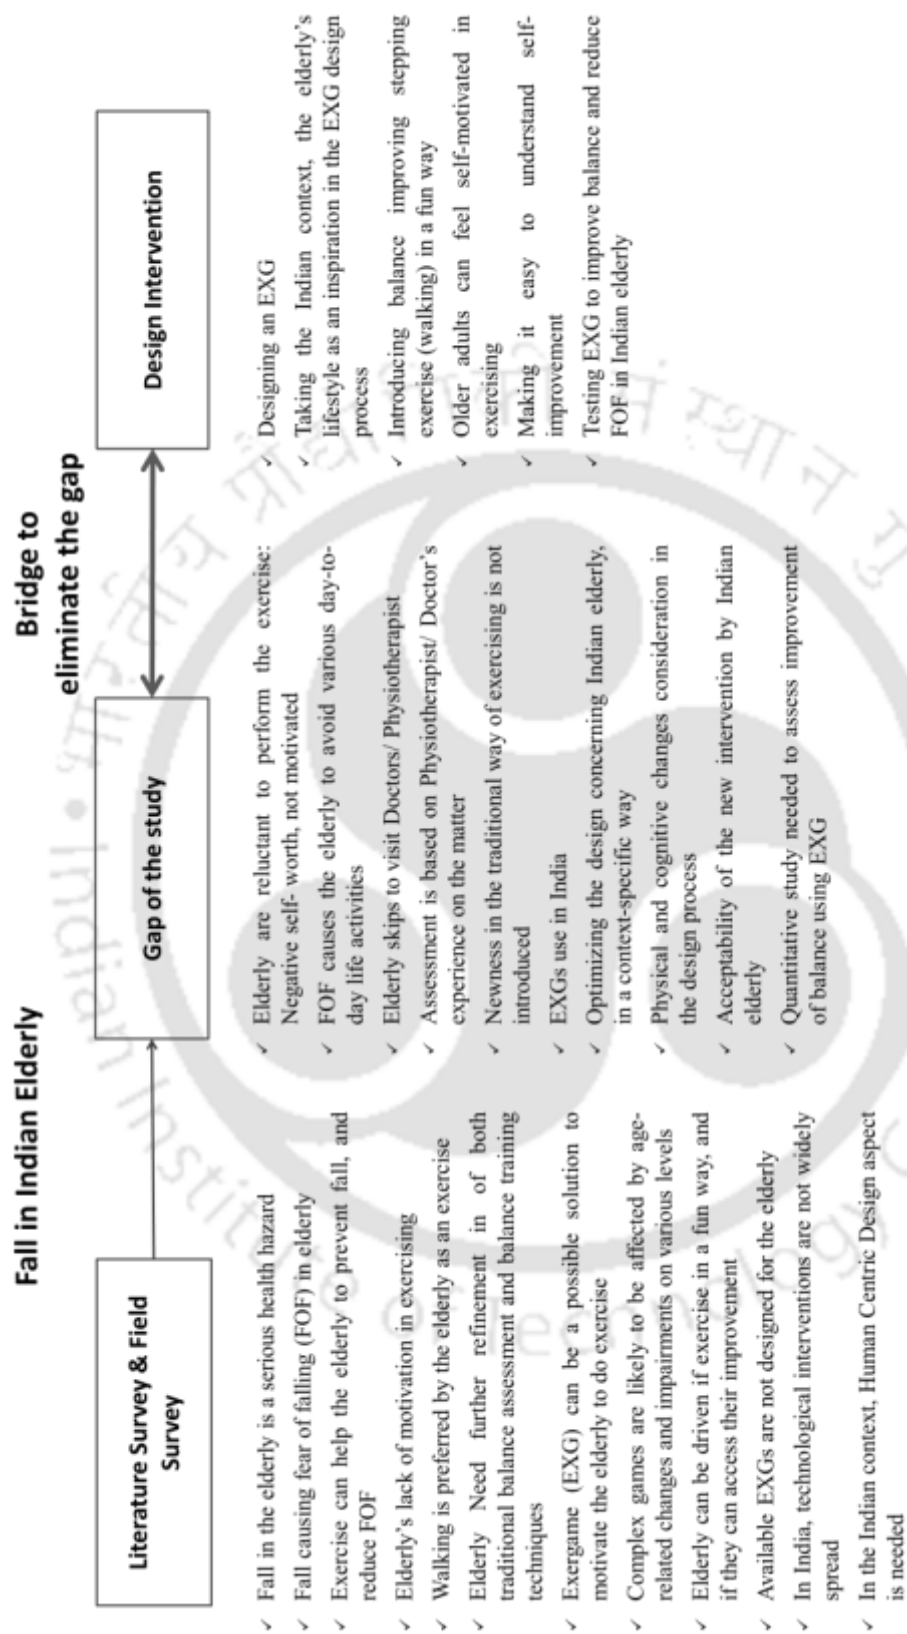 Fall in Indian Elderly
Bridge to
eliminate the gap
Literature Survey & Field
Survey
Gap of the study
Design Intervention
✓ Fall in the elderly is a serious health hazard
✓ Fall causing fear of falling (FOF) in elderly
✓ Exercise can help the elderly to prevent fall, and
reduce FOF
✓ Elderly's lack of motivation in exercising
✓ Walking is preferred by the elderly as an exercise
✓ Elderly Need further refinement in of both
traditional balance assessment and balance training
techniques
✓ Exergame (EXG) can be a possible solution to
motivate the elderly to do exercise
✓ Complex games are likely to be affected by age-
related changes and impairments on various levels
✓ Elderly can be driven if exercise in a fun way, and
if they can access their improvement
✓ Available EXGs are not designed for the elderly
✓ In India, technological interventions are not widely
spread
✓ In the Indian context, Human Centric Design aspect
is needed
✓ Elderly are reluctant to perform the exercise:
Negative self- worth, not motivated
✓ FOF causes the elderly to avoid various day-to-
day life activities
✓ Elderly skips to visit Doctors/ Physiotherapist
✓ Assessment is based on Physiotherapist/ Doctor's
experience on the matter
✓ Newness in the traditional way of exercising is not
introduced
✓ EXGs use in India
✓ Optimizing the design concerning Indian elderly,
in a context-specific way
✓ Physical and cognitive changes consideration in
the design process
✓ Acceptability of the new intervention by Indian
elderly
✓ Quantitative study needed to assess improvement
of balance using EXG
✓ Designing an EXG
✓ Taking the Indian context, the elderly's
lifestyle as an inspiration in the EXG design
process
✓ Introducing balance improving stepping
exercise (walking) in a fun way
✓ Older adults can feel self-motivated in
exercising
✓ Making it easy to understand self-
improvement
✓ Testing EXG to improve balance and reduce
FOF in Indian elderly
Indian Institute of Technology